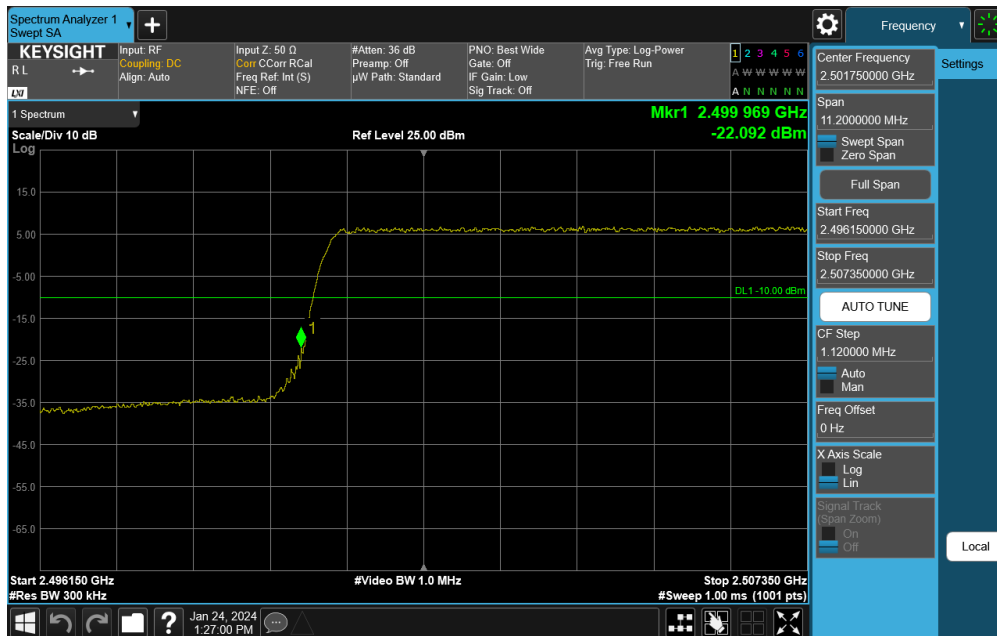 Spectrum Analyzer 1
Swept SA
+
Frequency
KEYSIGHT
RL
LXI
Input: RF
Coupling: DC
Align: Auto
Input Z: 50 Ω
Corr CCorr RCal
Freq Ref: Int (S)
NFE: Off
#Atten: 36 dB
Preamp: Off
µW Path: Standard
PNO: Best Wide
Gate: Off
IF Gain: Low
Sig Track: Off
Avg Type: Log-Power
Trig: Free Run
1 2 3 4 5 6
A W W W W W
A N N N N N
1 Spectrum
Mkr1 2.499 969 GHz
Scale/Div 10 dB
Ref Level 25.00 dBm
-22.092 dBm
Log
15.0
5.00
-5.00
-15.0
-25.0
-35.0
-45.0
-55.0
-65.0
DL1 -10.00 dBm
1
Start 2.496150 GHz
#Video BW 1.0 MHz
Stop 2.507350 GHz
#Res BW 300 kHz
#Sweep 1.00 ms (1001 pts)
Center Frequency
2.501750000 GHz
Settings
Span
11.2000000 MHz
Swept Span
Zero Span
Full Span
Start Freq
2.496150000 GHz
Stop Freq
2.507350000 GHz
AUTO TUNE
CF Step
1.120000 MHz
Auto
Man
Freq Offset
0 Hz
X Axis Scale
Log
Lin
Signal Track
(Span Zoom)
On
Off
Local
?
Jan 24, 2024
1:27:00 PM